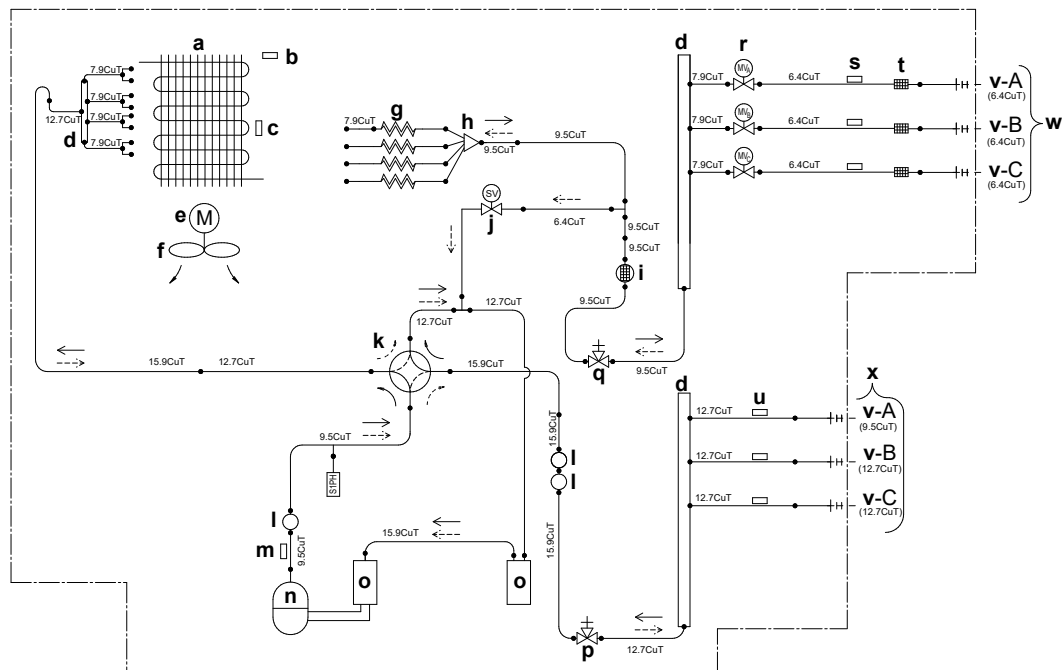 a
b
c
d
7.9CuT
7.9CuT
7.9CuT
7.9CuT
12.7CuT
e
M
f
g
7.9CuT
h
9.5CuT
9.5CuT
SV
j
6.4CuT
9.5CuT
9.5CuT
i
9.5CuT
q
9.5CuT
d
r
s
t
7.9CuT
MVA
6.4CuT
v-A
(6.4CuT)
7.9CuT
MVB
6.4CuT
v-B
(6.4CuT)
w
7.9CuT
MVC
6.4CuT
v-C
(6.4CuT)
12.7CuT
12.7CuT
k
15.9CuT
12.7CuT
15.9CuT
9.5CuT
S1PH
l
m
9.5CuT
n
o
15.9CuT
o
15.9CuT
l
l
15.9CuT
p
12.7CuT
d
u
x
12.7CuT
v-A
(9.5CuT)
12.7CuT
v-B
(12.7CuT)
12.7CuT
v-C
(12.7CuT)